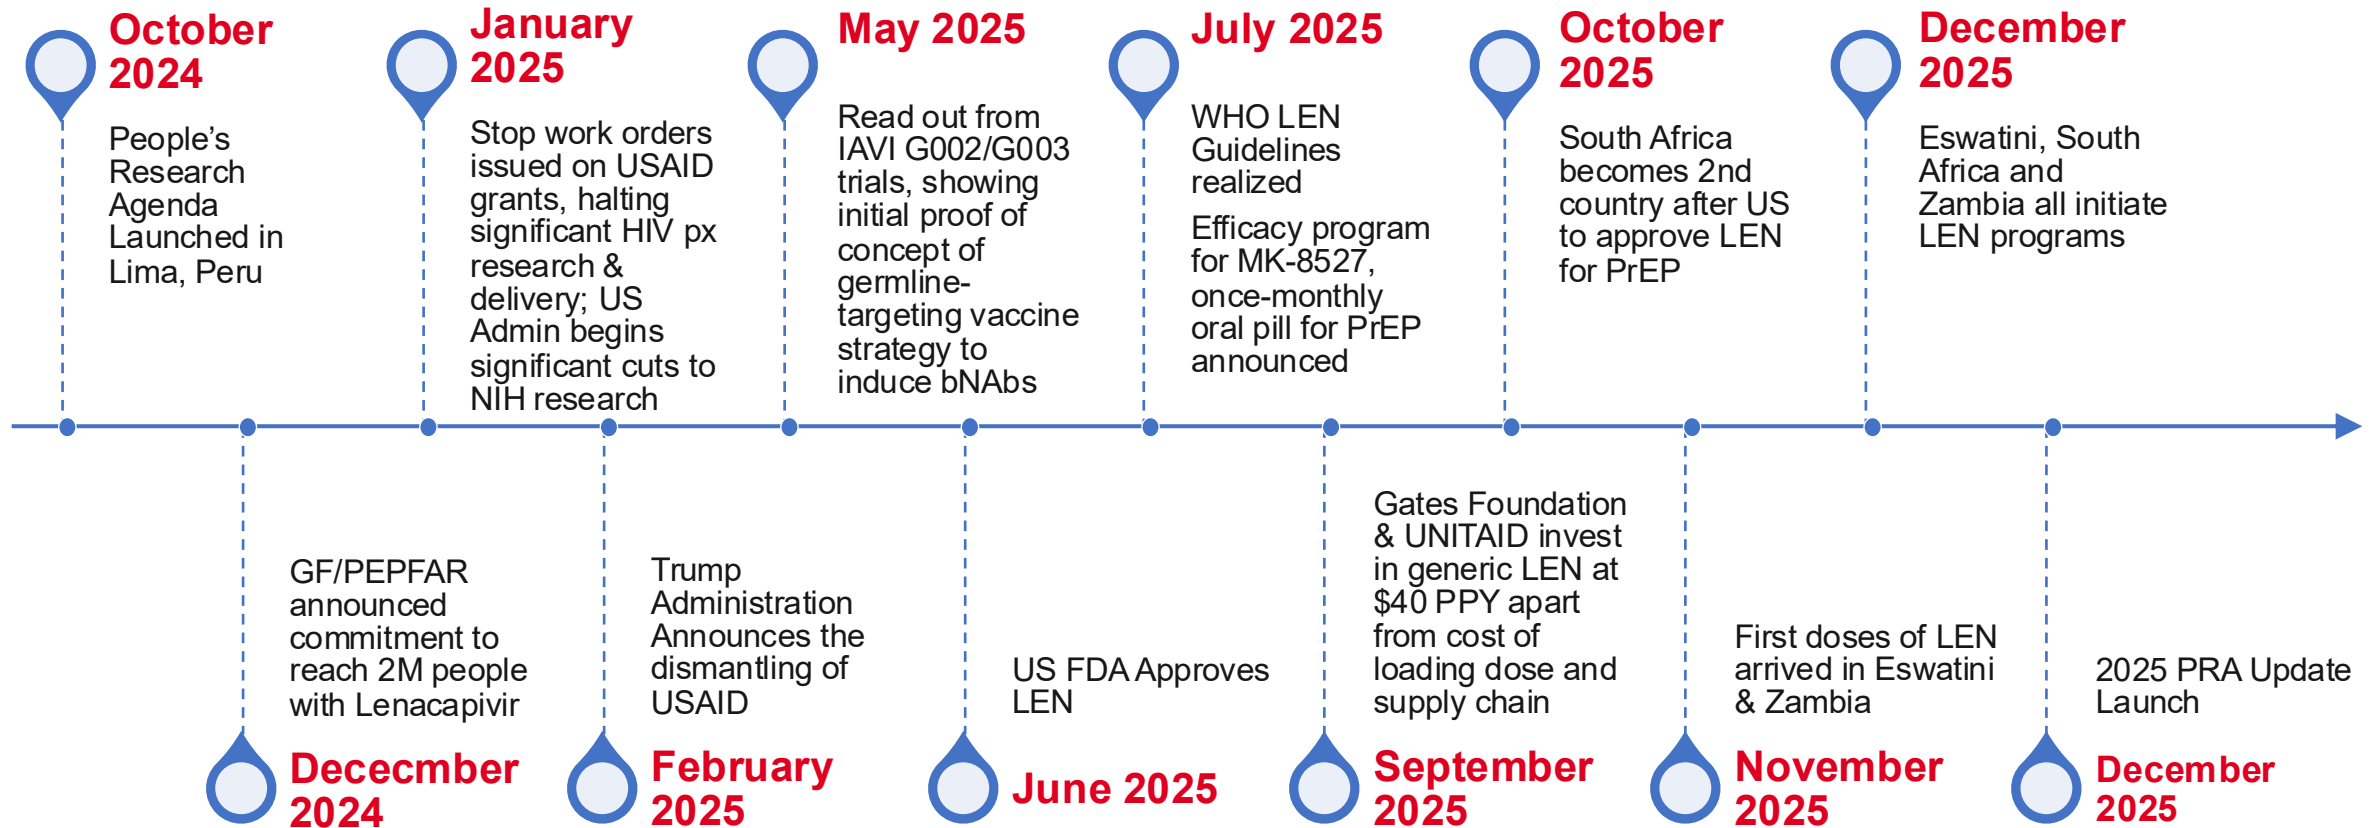 October
2024
People’s
Research
Agenda
Launched in
Lima, Peru
January
2025
Stop work orders
issued on USAID
grants, halting
significant HIV px
research &
delivery; US
Admin begins
significant cuts to
NIH research
May 2025
Read out from
IAVI G002/G003
trials, showing
initial proof of
concept of
germline-
targeting vaccine
strategy to
induce bNAbs
July 2025
WHO LEN
Guidelines
realized
Efficacy program
for MK-8527,
once-monthly
oral pill for PrEP
announced
October
2025
South Africa
becomes 2nd
country after US
to approve LEN
for PrEP
December
2025
Eswatini, South
Africa and
Zambia all initiate
LEN programs
GF/PEPFAR
announced
commitment to
reach 2M people
with Lenacapivir
Dececmber
2024
Trump
Administration
Announces the
dismantling of
USAID
February
2025
US FDA Approves
LEN
June 2025
Gates Foundation
& UNITAID invest
in generic LEN at
$40 PPY apart
from cost of
loading dose and
supply chain
September
2025
First doses of LEN
arrived in Eswatini
& Zambia
November
2025
2025 PRA Update
Launch
December
2025